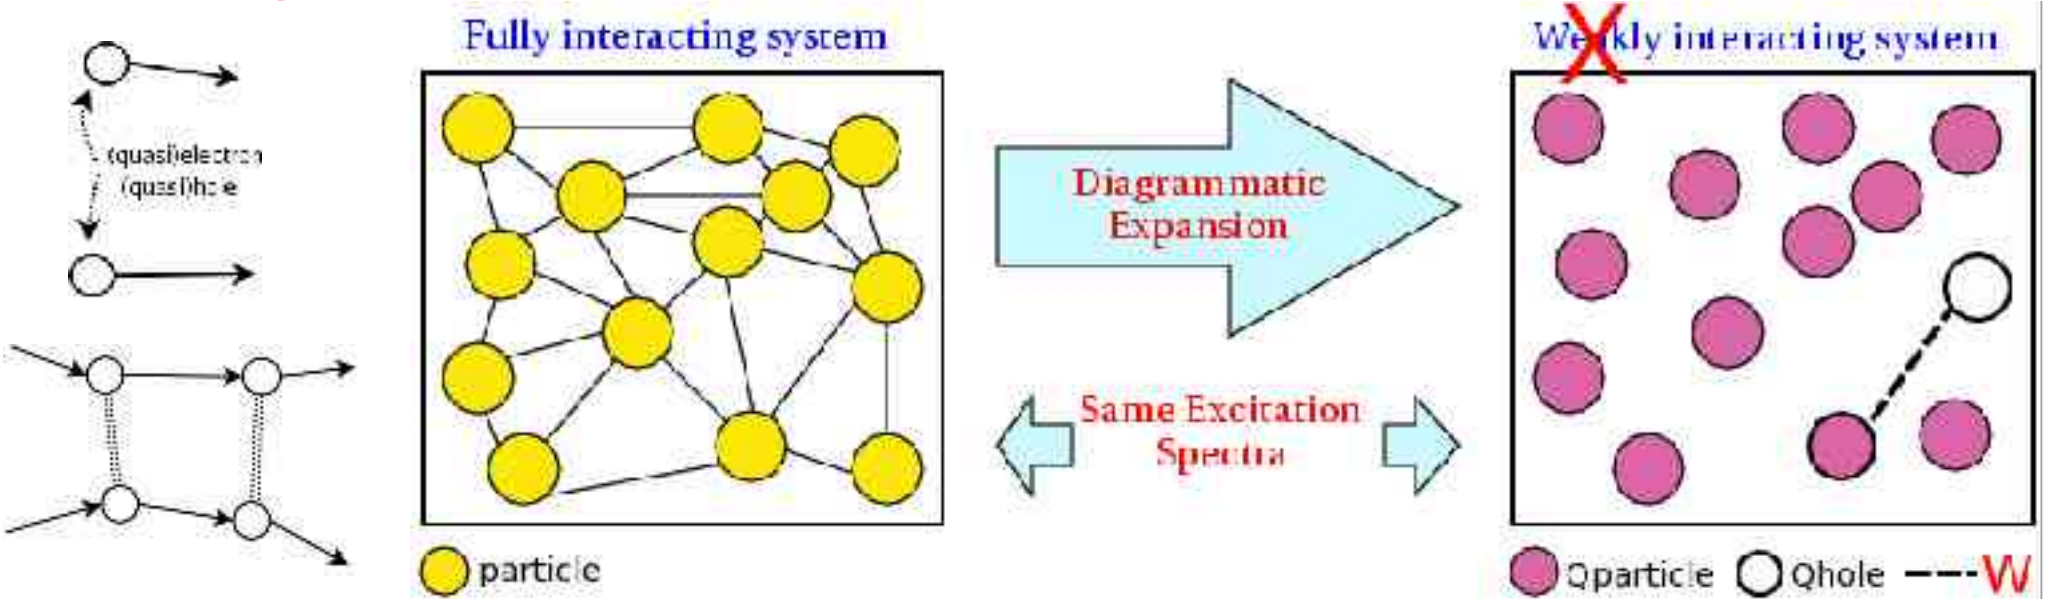 (quasi)electron
(quasi)hole
Fully interacting system
particle
Diagrammatic
Expansion
Same Excitation
Spectra
Weakly interacting system
X
Qparticle Qhole W